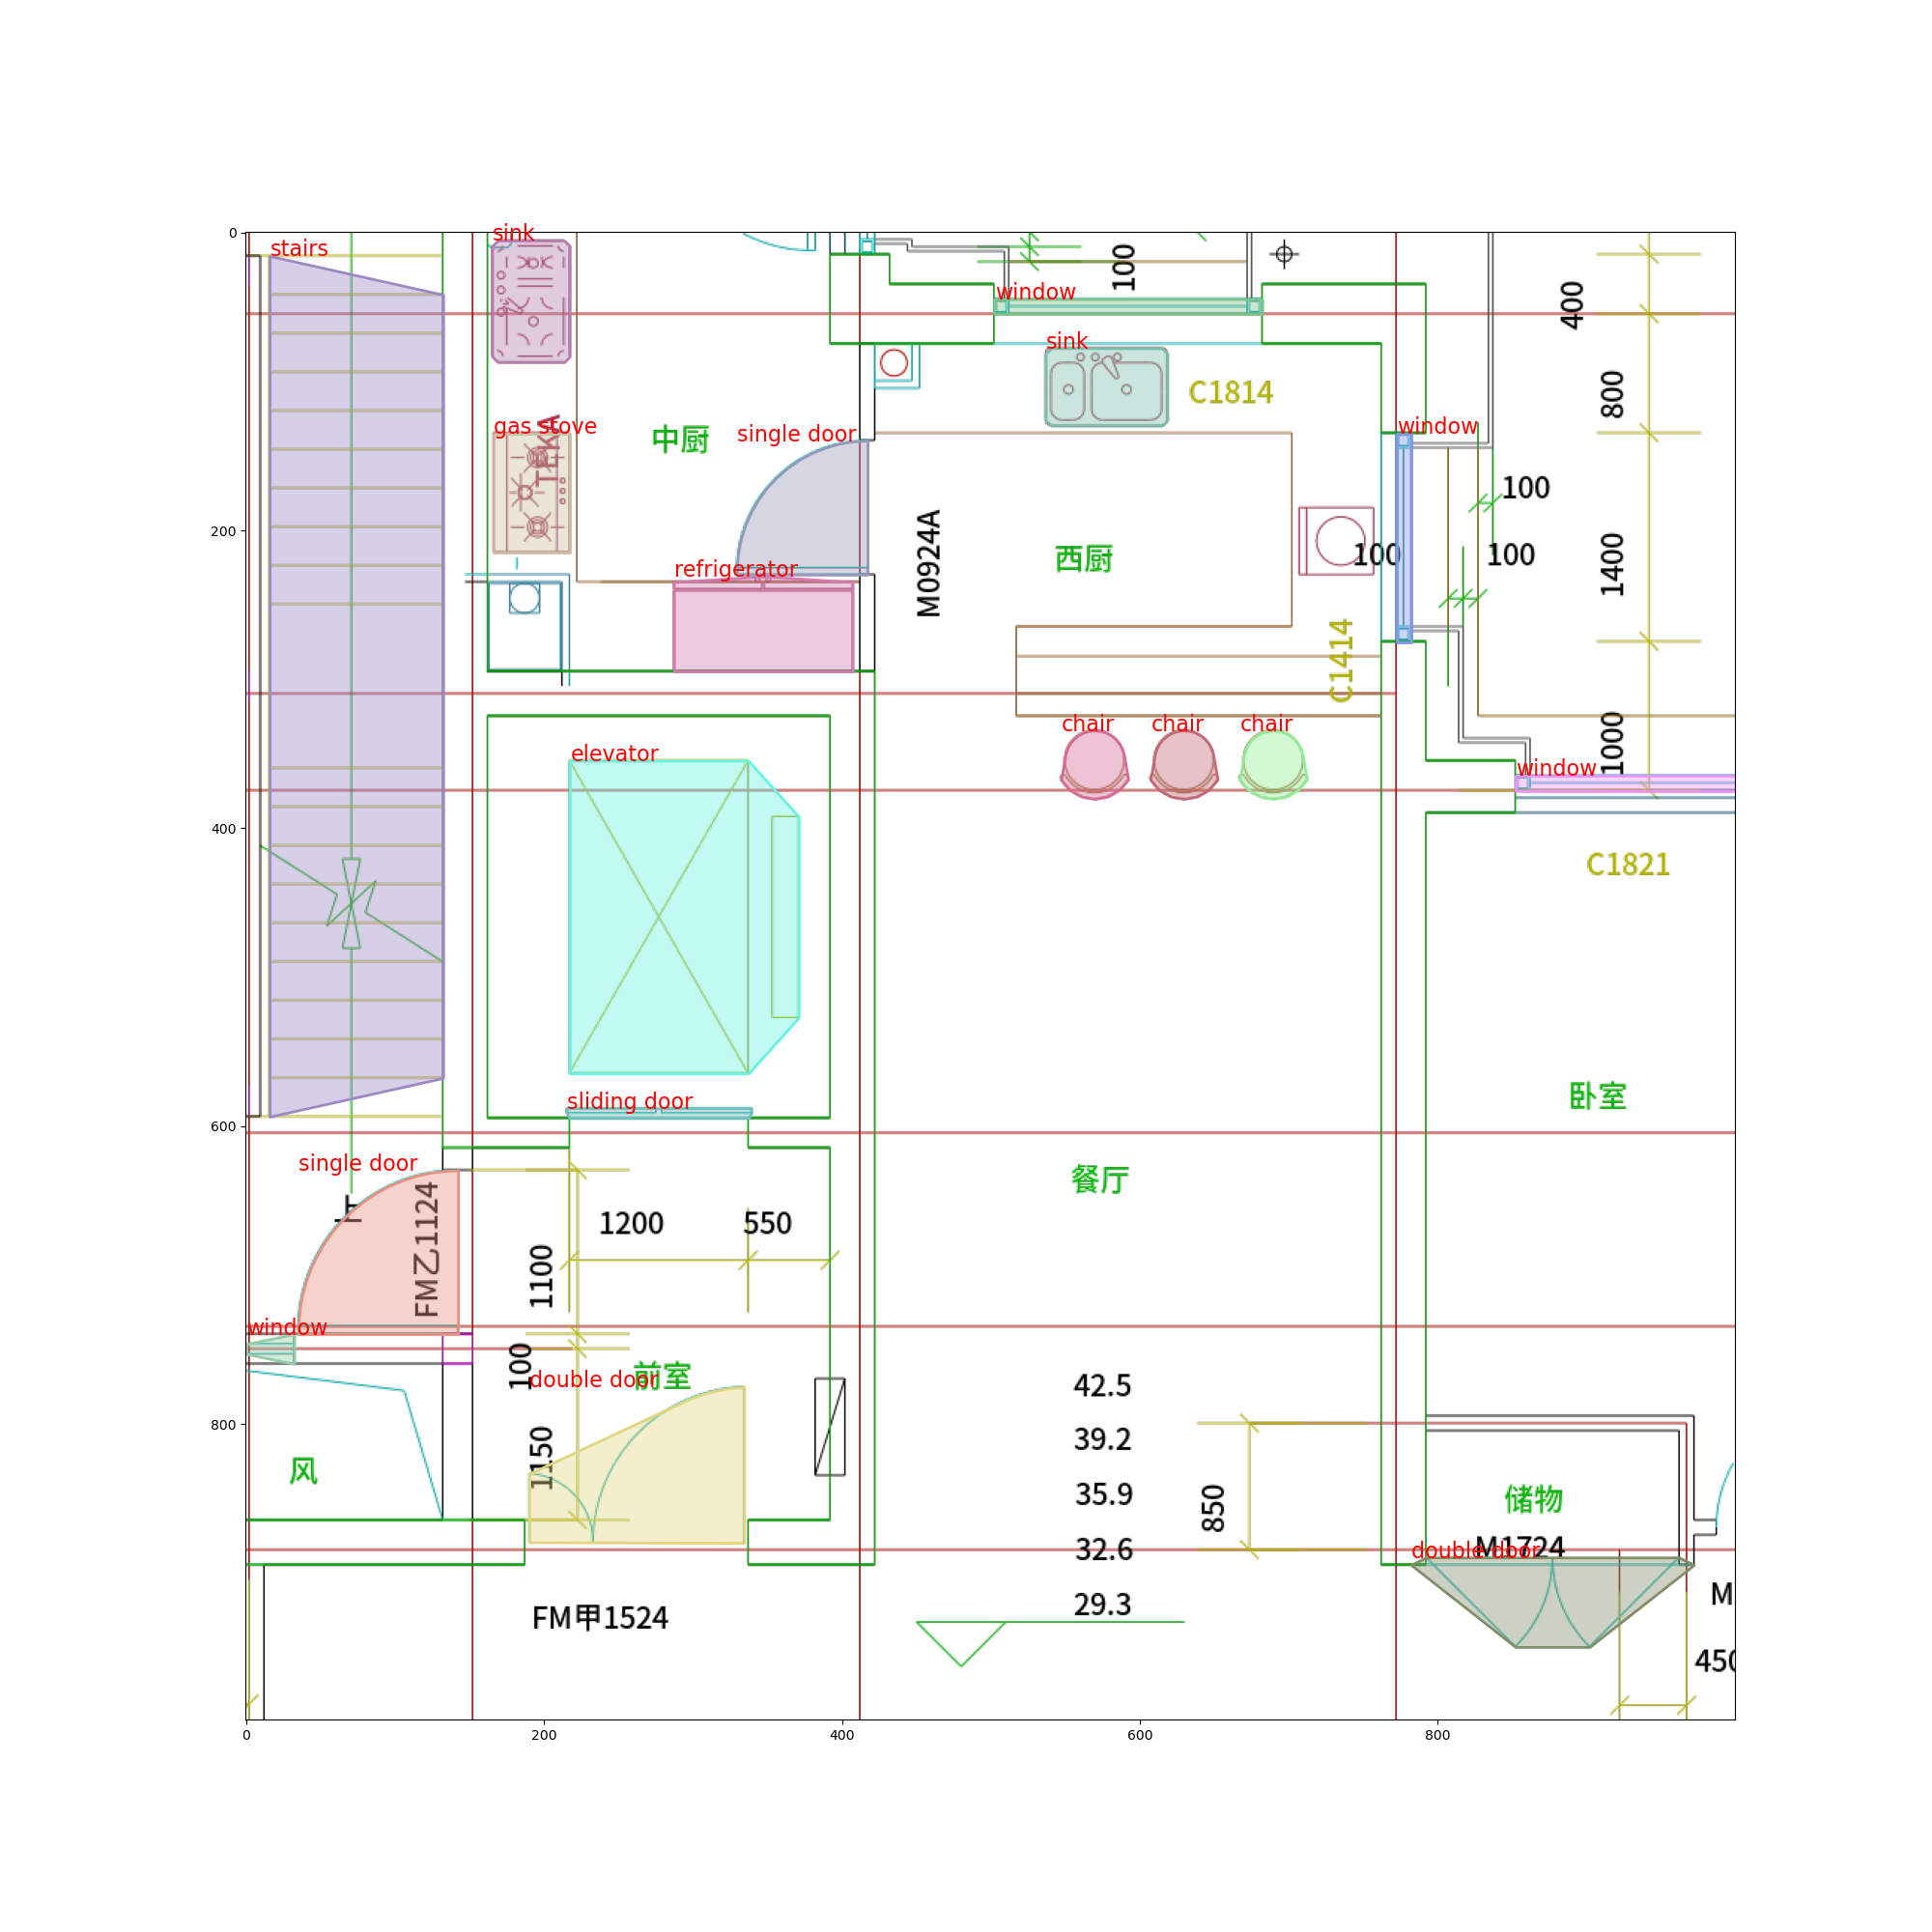 0
sink
stairs
100
window
400
sink
C1814
800
gas stove
TEKA
中厨
single door
window
100
200
M0924A
西厨
100
100
1400
refrigerator
C1414
chair
chair
chair
1000
elevator
window
400
C1821
卧室
sliding door
600
single door
上
FM乙1124
餐厅
1200
550
1100
window
100
前室
double door
42.5
800
1150
39.2
风
35.9
850
储物
32.6
M1724
double door
29.3
M
FM甲1524
450
0
200
400
600
800